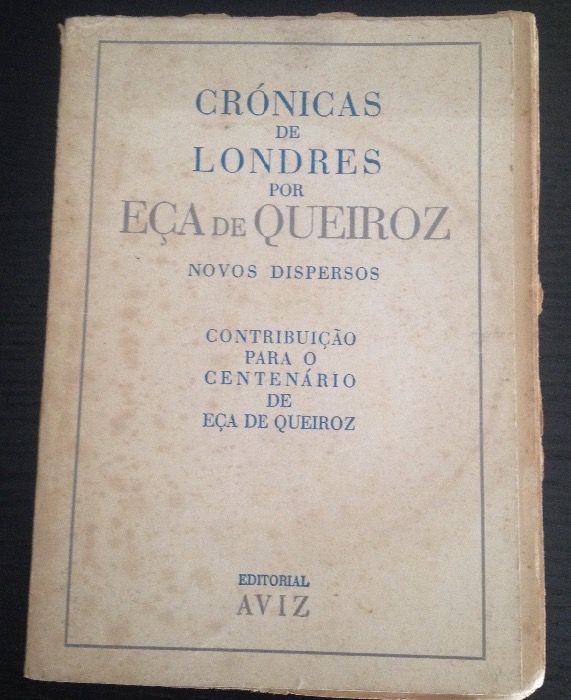 CRÓNICAS
DE
LONDRES
POR
EÇA DE QUEIROZ
NOVOS DISPERSOS
CONTRIBUIÇÃO
PARA O
CENTENÁRIO
DE
EÇA DE QUEIROZ
EDITORIAL
AVIZ